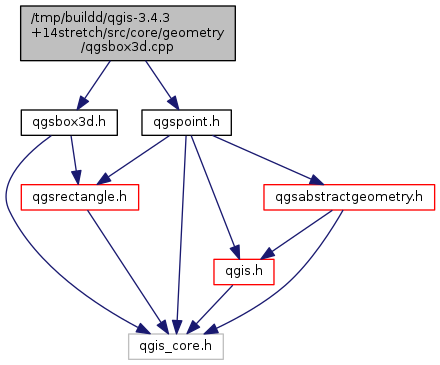 /tmp/buildd/qgis-3.4.3
+14stretch/src/core/geometry
/qgsbox3d.cpp
qgsbox3d.h
qgspoint.h
qgsrectangle.h
qgsabstractgeometry.h
qgis.h
qgis_core.h